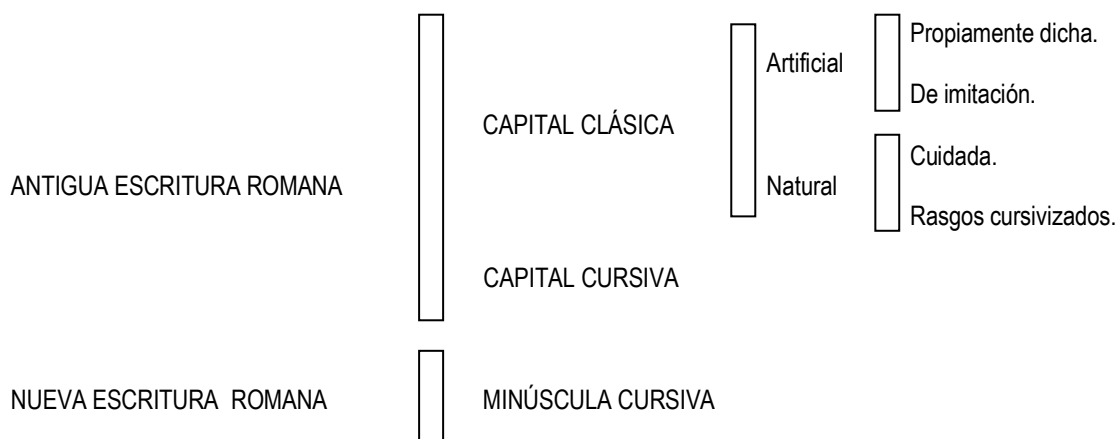 Propiamente dicha.
Artificial
De imitación.
CAPITAL CLÁSICA
Cuidada.
ANTIGUA ESCRITURA ROMANA
Natural
Rasgos cursivizados.
CAPITAL CURSIVA
NUEVA ESCRITURA ROMANA
MINÚSCULA CURSIVA